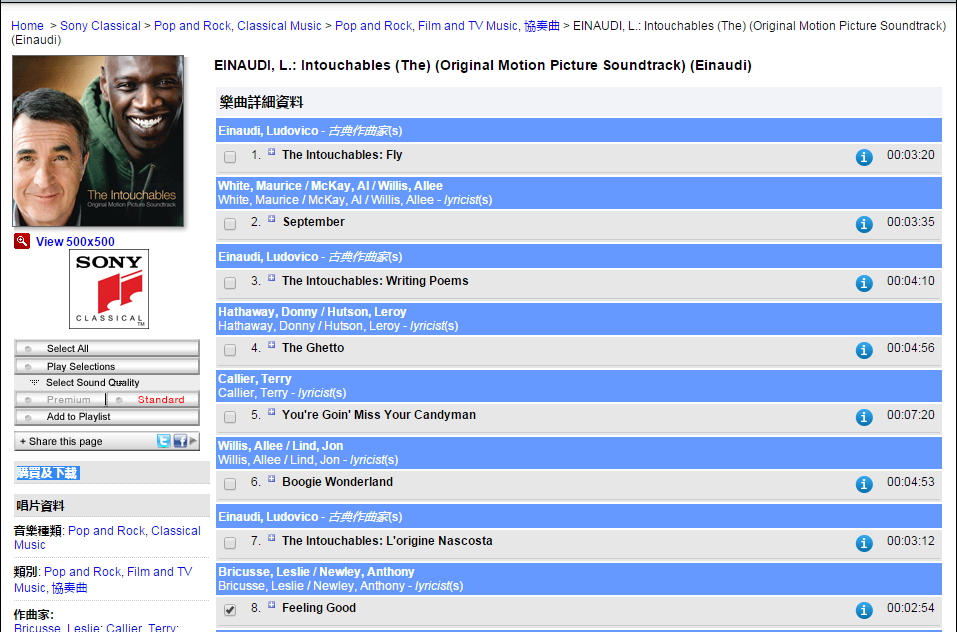 Home > Sony Classical > Pop and Rock, Classical Music > Pop and Rock, Film and TV Music, 協奏曲 > EINAUDI, L.: Intouchables (The) (Original Motion Picture Soundtrack)
(Einaudi)
The Intouchables
Original Motion Picture Soundtrack
View 500x500
SONY
CLASSICAL
TM
Select All
Play Selections
Select Sound Quality
Premium
Standard
Add to Playlist
+ Share this page
購買及下載
唱片資料
音樂種類: Pop and Rock, Classical
Music
類別: Pop and Rock, Film and TV
Music, 協奏曲
作曲家:
Bricusse, Leslie; Callier, Terry;
EINAUDI, L.: Intouchables (The) (Original Motion Picture Soundtrack) (Einaudi)
樂曲詳細資料
Einaudi, Ludovico - 古典作曲家(s)
1. The Intouchables: Fly 00:03:20
White, Maurice / McKay, Al / Willis, Allee
White, Maurice / McKay, Al / Willis, Allee - lyricist(s)
2. September 00:03:35
Einaudi, Ludovico - 古典作曲家(s)
3. The Intouchables: Writing Poems 00:04:10
Hathaway, Donny / Hutson, Leroy
Hathaway, Donny / Hutson, Leroy - lyricist(s)
4. The Ghetto 00:04:56
Callier, Terry
Callier, Terry - lyricist(s)
5. You're Goin' Miss Your Candyman 00:07:20
Willis, Allee / Lind, Jon
Willis, Allee / Lind, Jon - lyricist(s)
6. Boogie Wonderland 00:04:53
Einaudi, Ludovico - 古典作曲家(s)
7. The Intouchables: L'origine Nascosta 00:03:12
Bricusse, Leslie / Newley, Anthony
Bricusse, Leslie / Newley, Anthony - lyricist(s)
8. Feeling Good 00:02:54